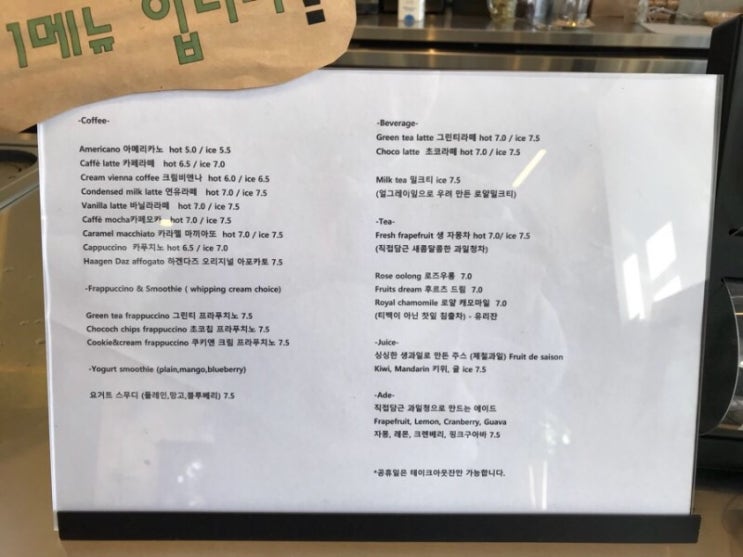 메뉴 입니다!!
-Coffee-
Americano 아메리카노 hot 5.0 / ice 5.5
Caffè latte 카페라떼 hot 6.5 / ice 7.0
Cream vienna coffee 크림비엔나 hot 6.0 / ice 6.5
Condensed milk latte 연유라떼 hot 7.0 / ice 7.5
Vanilla latte 바닐라라떼 hot 7.0 / ice 7.5
Caffè mocha카페모카 hot 7.0 / ice 7.5
Caramel macchiato 카라멜 마끼아또 hot 7.0 / ice 7.5
Cappuccino 카푸치노 hot 6.5 / ice 7.0
Haagen Daz affogato 하겐다즈 오리지널 아포카토 7.5
-Frappuccino & Smoothie ( whipping cream choice)
Green tea frappuccino 그린티 프라푸치노 7.5
Chococh chips frappuccino 초코칩 프라푸치노 7.5
Cookie&cream frappuccino 쿠키앤 크림 프라푸치노 7.5
-Yogurt smoothie (plain,mango,blueberry)
요거트 스무디 (플레인,망고,블루베리) 7.5
-Beverage-
Green tea latte 그린티라떼 hot 7.0 / ice 7.5
Choco latte 초코라떼 hot 7.0 / ice 7.5
Milk tea 밀크티 ice 7.5
(얼그레이잎으로 우려 만든 로얄밀크티)
-Tea-
Fresh frapefruit 생 자몽차 hot 7.0/ ice 7.5
(직접담근 새콤달콤한 과일청차)
Rose oolong 로즈우롱 7.0
Fruits dream 후르츠 드림 7.0
Royal chamomile 로얄 캐모마일 7.0
(티백이 아닌 찻잎 침출차) - 유리잔
-Juice-
싱싱한 생과일로 만든 주스 (제철과일) Fruit de saison
Kiwi, Mandarin 키위, 귤 ice 7.5
-Ade-
직접담근 과일청으로 만드는 에이드
Frapefruit, Lemon, Cranberry, Guava
자몽, 레몬, 크렌베리, 핑크구아바 7.5
*공휴일은 테이크아웃잔만 가능합니다.